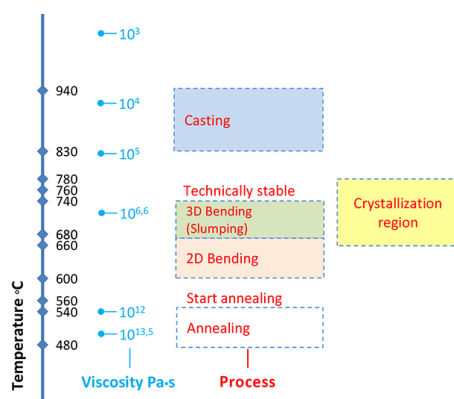 10³
940
10⁴
Casting
830
10⁵
780
760
740
Technically stable
10⁶,⁶
3D Bending
(Slumping)
Crystallization
region
680
660
2D Bending
600
560
Start annealing
540
10¹²
Annealing
10¹³,⁵
480
Temperature °C
Viscosity Pa•s
Process